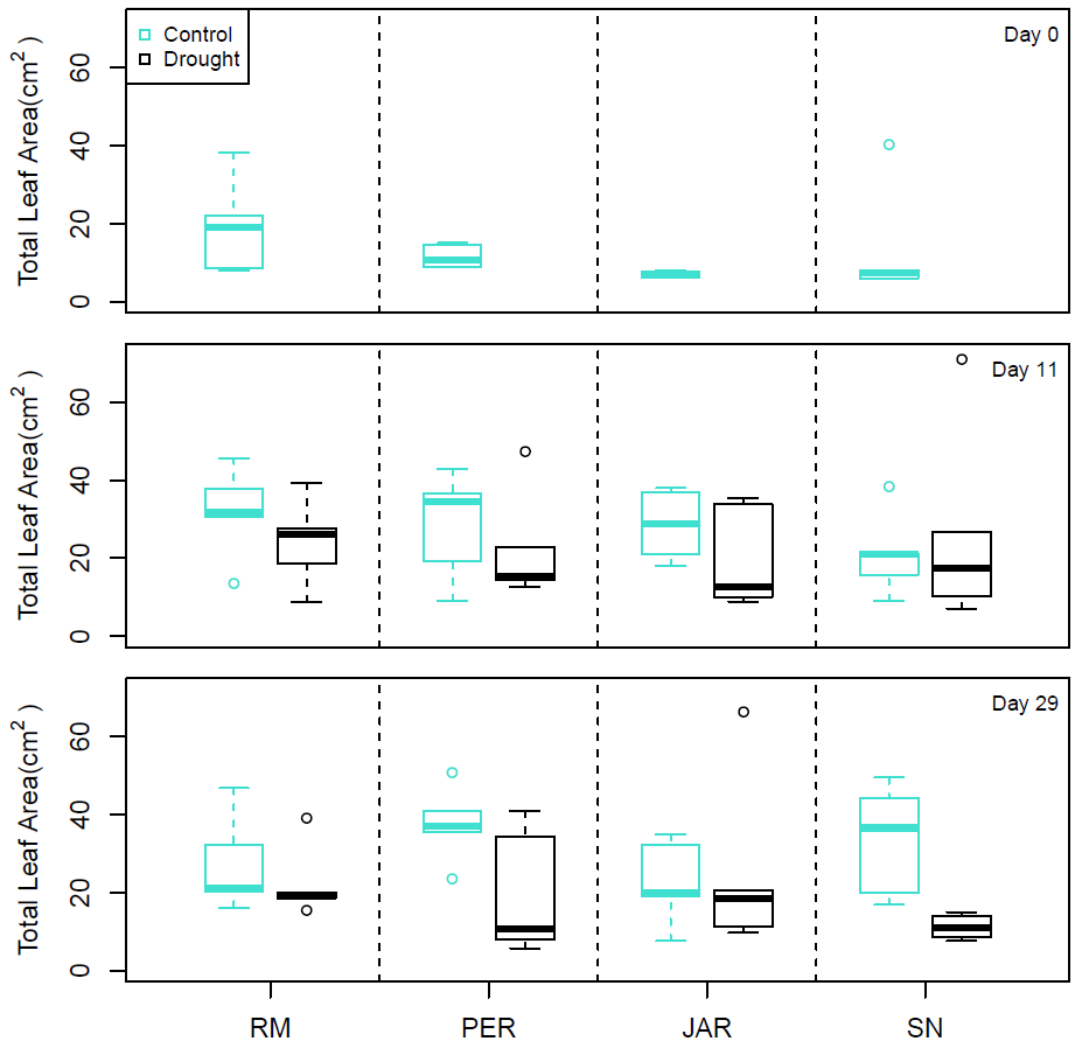 Control
Drought
Day 0
Total Leaf Area(cm²)
60
40
20
0
Day 11
Total Leaf Area(cm²)
60
40
20
0
Day 29
Total Leaf Area(cm²)
60
40
20
0
RM PER JAR SN